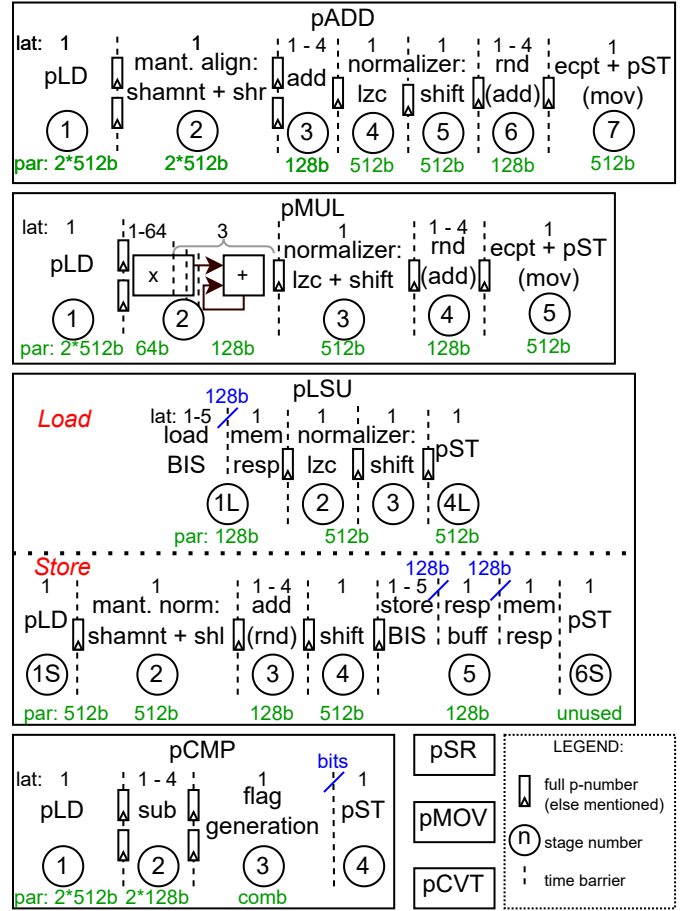 pADD
lat: 1 1 1 - 4 1 1 - 4 1
pLD mant. align: shamnt + shr add normalizer: lzc shift rnd (add) ecpt + pST (mov)
1 2 3 4 5 6 7
par: 2*512b 2*512b 128b 512b 512b 128b 512b
pMUL
lat: 1 1-64 3 1 1 - 4 1
pLD x + normalizer: lzc + shift rnd (add) ecpt + pST (mov)
1 2 3 4 5
par: 2*512b 64b 128b 512b 128b 512b
pLSU
Load
128b
lat: 1-5 1 1 1 1
load mem normalizer: pST
BIS resp lzc shift
1L 2 3 4L
par: 128b 512b 512b
Store
128b 128b
1 1 1 - 4 1 1 - 5 1 1 1
pLD mant. norm: shamnt + shl add (rnd) shift store BIS resp buff mem resp pST
1S 2 3 4 5 6S
par: 512b 512b 128b 512b 128b unused
pCMP
bits
lat: 1 1 - 4 1 1
pLD sub flag generation pST
1 2 3 4
par: 2*512b 2*128b comb
pSR
pMOV
pCVT
LEGEND:
full p-number
(else mentioned)
n stage number
time barrier